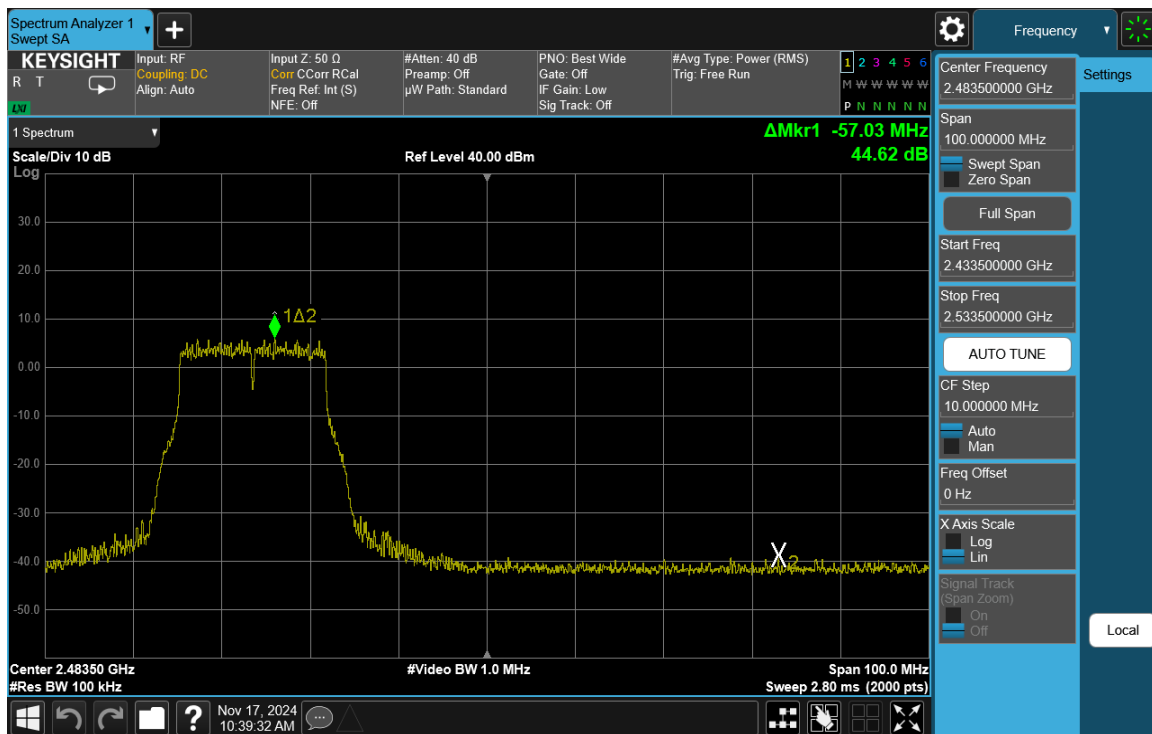 Spectrum Analyzer 1
Swept SA
+
Frequency
KEYSIGHT
R T
LXI
Input: RF
Coupling: DC
Align: Auto
Input Z: 50 Ω
Corr CCorr RCal
Freq Ref: Int (S)
NFE: Off
#Atten: 40 dB
Preamp: Off
µW Path: Standard
PNO: Best Wide
Gate: Off
IF Gain: Low
Sig Track: Off
#Avg Type: Power (RMS)
Trig: Free Run
1 2 3 4 5 6
M W W W W W
P N N N N N
1 Spectrum
Scale/Div 10 dB
Log
Ref Level 40.00 dBm
ΔMkr1 -57.03 MHz
44.62 dB
30.0
20.0
10.0
0.00
-10.0
-20.0
-30.0
-40.0
-50.0
1Δ2
X2
Center 2.48350 GHz
#Res BW 100 kHz
#Video BW 1.0 MHz
Span 100.0 MHz
Sweep 2.80 ms (2000 pts)
Center Frequency
2.483500000 GHz
Span
100.000000 MHz
Swept Span
Zero Span
Full Span
Start Freq
2.433500000 GHz
Stop Freq
2.533500000 GHz
AUTO TUNE
CF Step
10.000000 MHz
Auto
Man
Freq Offset
0 Hz
X Axis Scale
Log
Lin
Signal Track
(Span Zoom)
On
Off
Settings
Local
?
Nov 17, 2024
10:39:32 AM